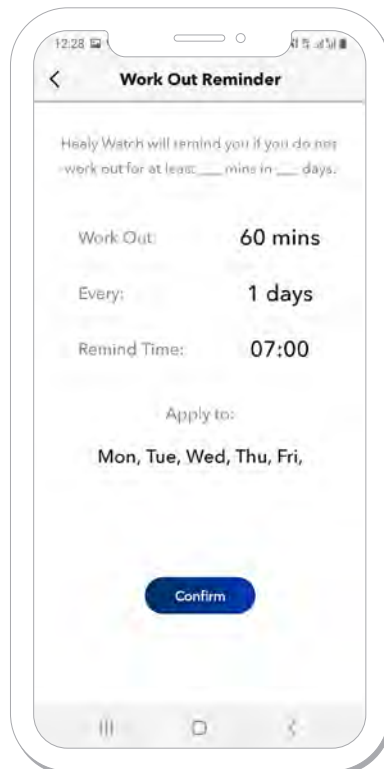 12:28
Work Out Reminder
Healy Watch will remind you if you do not
work out for at least ___ mins in ___ days.
Work Out: 60 mins
Every: 1 days
Remind Time: 07:00
Apply to:
Mon, Tue, Wed, Thu, Fri,
Confirm